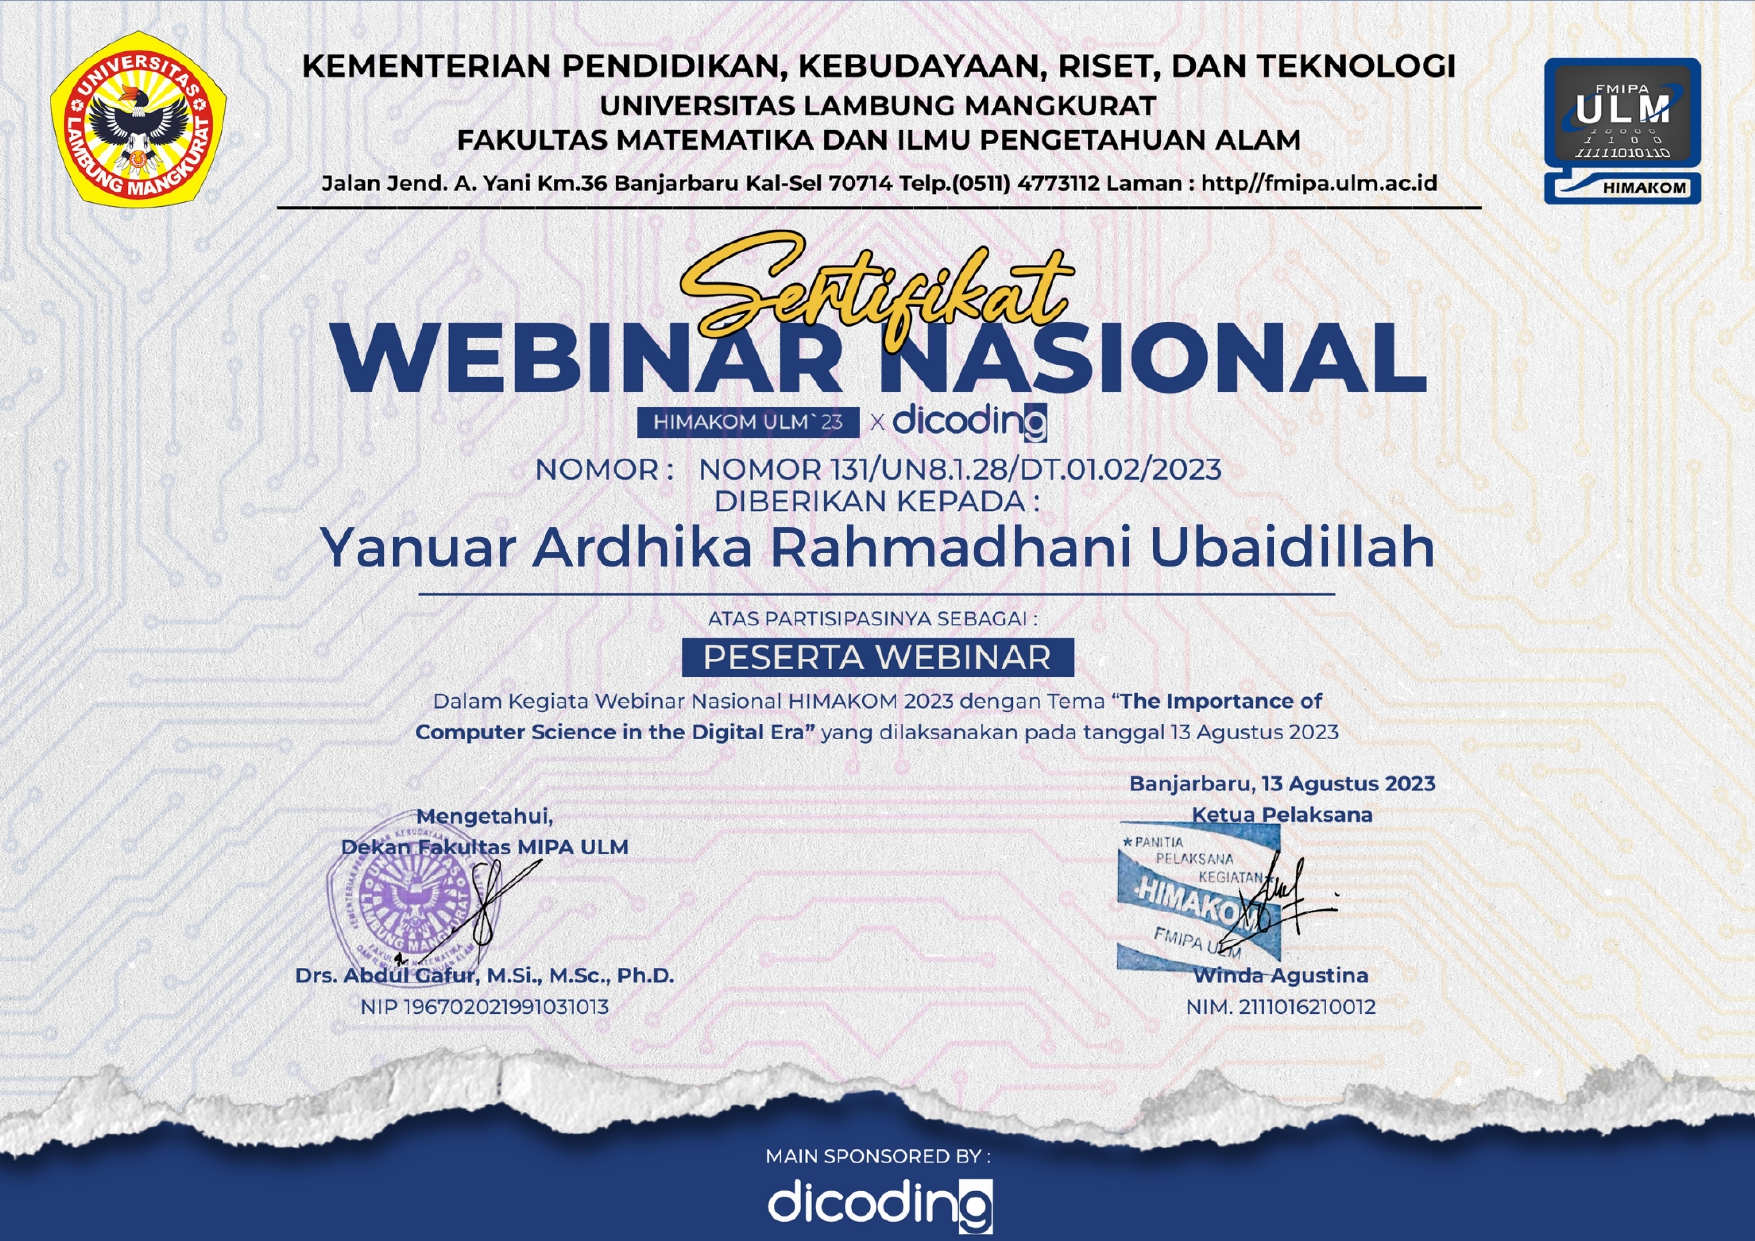 UNIVERSITAS
LAMBUNG MANGKURAT
KEMENTERIAN PENDIDIKAN, KEBUDAYAAN, RISET, DAN TEKNOLOGI
UNIVERSITAS LAMBUNG MANGKURAT
FAKULTAS MATEMATIKA DAN ILMU PENGETAHUAN ALAM
Jalan Jend. A. Yani Km.36 Banjarbaru Kal-Sel 70714 Telp.(0511) 4773112 Laman : http//fmipa.ulm.ac.id
FMIPA
ULM
10000
1100
11111010110
HIMAKOM
Sertifikat
WEBINAR NASIONAL
HIMAKOM ULM`23 X dicoding
NOMOR : NOMOR 131/UN8.1.28/DT.01.02/2023
DIBERIKAN KEPADA :
Yanuar Ardhika Rahmadhani Ubaidillah
ATAS PARTISIPASINYA SEBAGAI :
PESERTA WEBINAR
Dalam Kegiata Webinar Nasional HIMAKOM 2023 dengan Tema “The Importance of
Computer Science in the Digital Era” yang dilaksanakan pada tanggal 13 Agustus 2023
Mengetahui,
Dekan Fakultas MIPA ULM
LAMBUNG MANGKURAT
Drs. Abdul Gafur, M.Si., M.Sc., Ph.D.
NIP 196702021991031013
Banjarbaru, 13 Agustus 2023
Ketua Pelaksana
*PANITIA
PELAKSANA
KEGIATAN*
HIMAKOM
FMIPA ULM
Winda Agustina
NIM. 2111016210012
MAIN SPONSORED BY :
dicoding